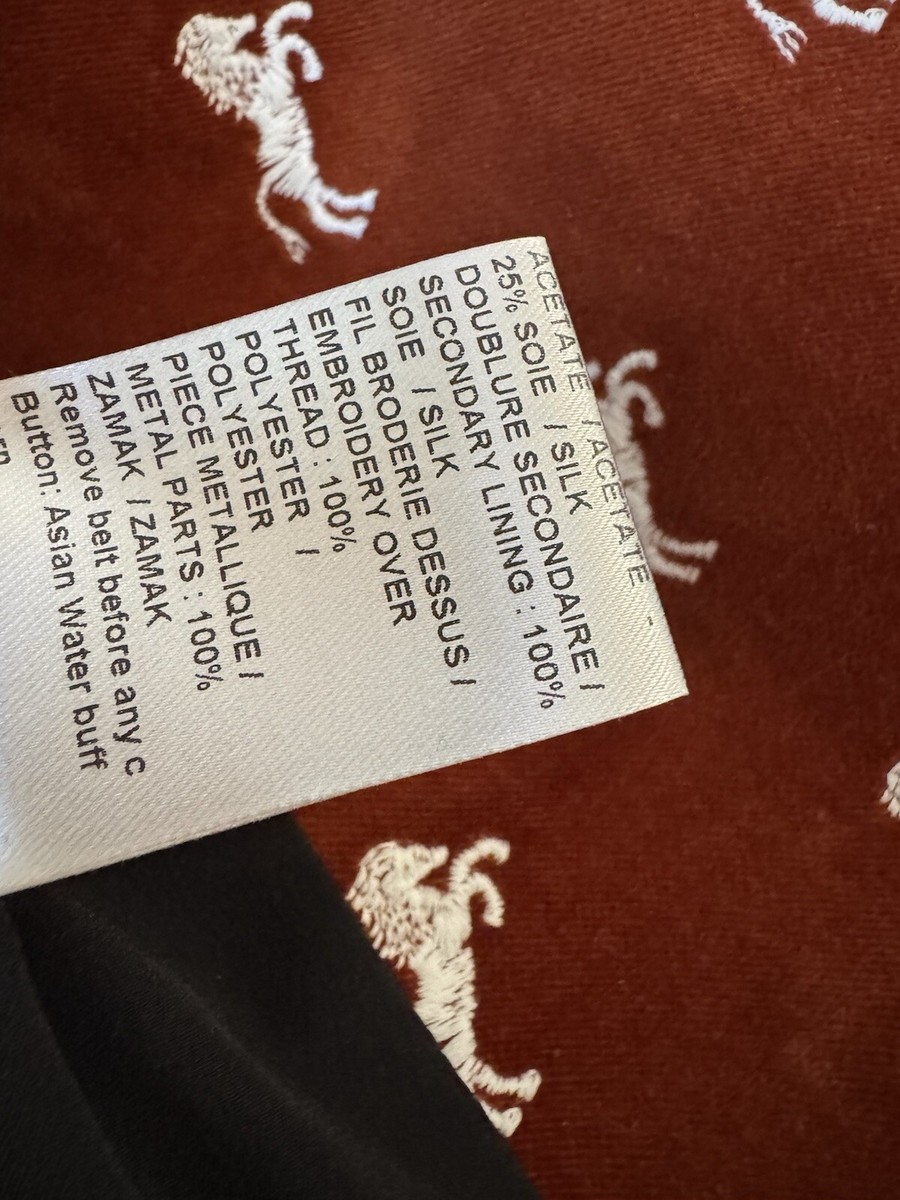 ACETATE / ACETATE -
25% SOIE / SILK
DOUBLURE SECONDAIRE /
SECONDARY LINING : 100%
SOIE / SILK
FIL BRODERIE DESSUS /
EMBROIDERY OVER
THREAD : 100%
POLYESTER /
POLYESTER
PIECE METALLIQUE /
METAL PARTS : 100%
ZAMAK / ZAMAK
Remove belt before any c
Button: Asian Water buff